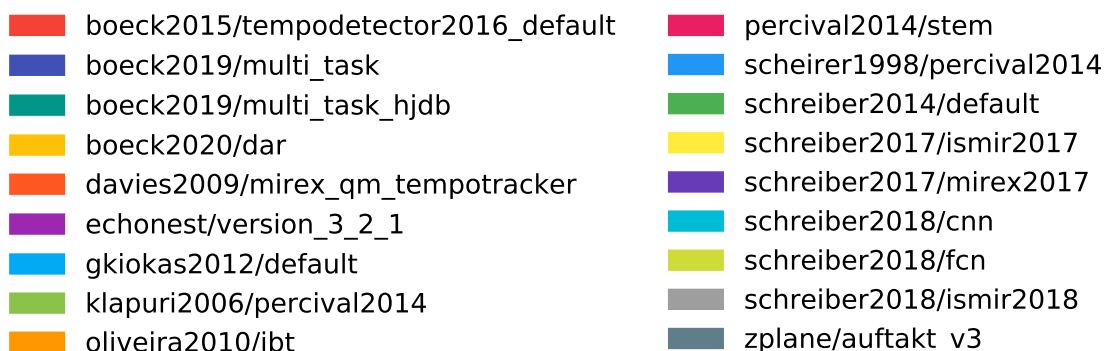 boeck2015/tempodetector2016_default
boeck2019/multi_task
boeck2019/multi_task_hjdb
boeck2020/dar
davies2009/mirex_qm_tempotracker
echonest/version_3_2_1
gkiokas2012/default
klapuri2006/percival2014
oliveira2010/ibt
percival2014/stem
scheirer1998/percival2014
schreiber2014/default
schreiber2017/ismir2017
schreiber2017/mirex2017
schreiber2018/cnn
schreiber2018/fcn
schreiber2018/ismir2018
zplane/auftakt_v3